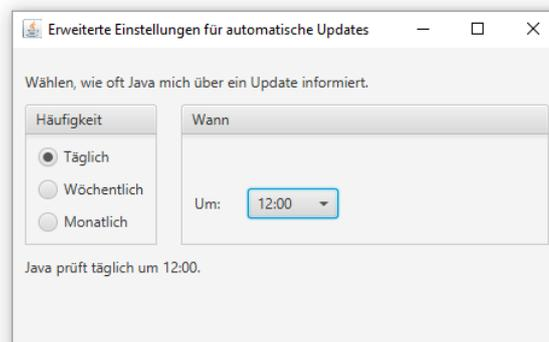 Erweiterte Einstellungen für automatische Updates
Wählen, wie oft Java mich über ein Update informiert.
Häufigkeit
Täglich
Wöchentlich
Monatlich
Wann
Um: 12:00
Java prüft täglich um 12:00.